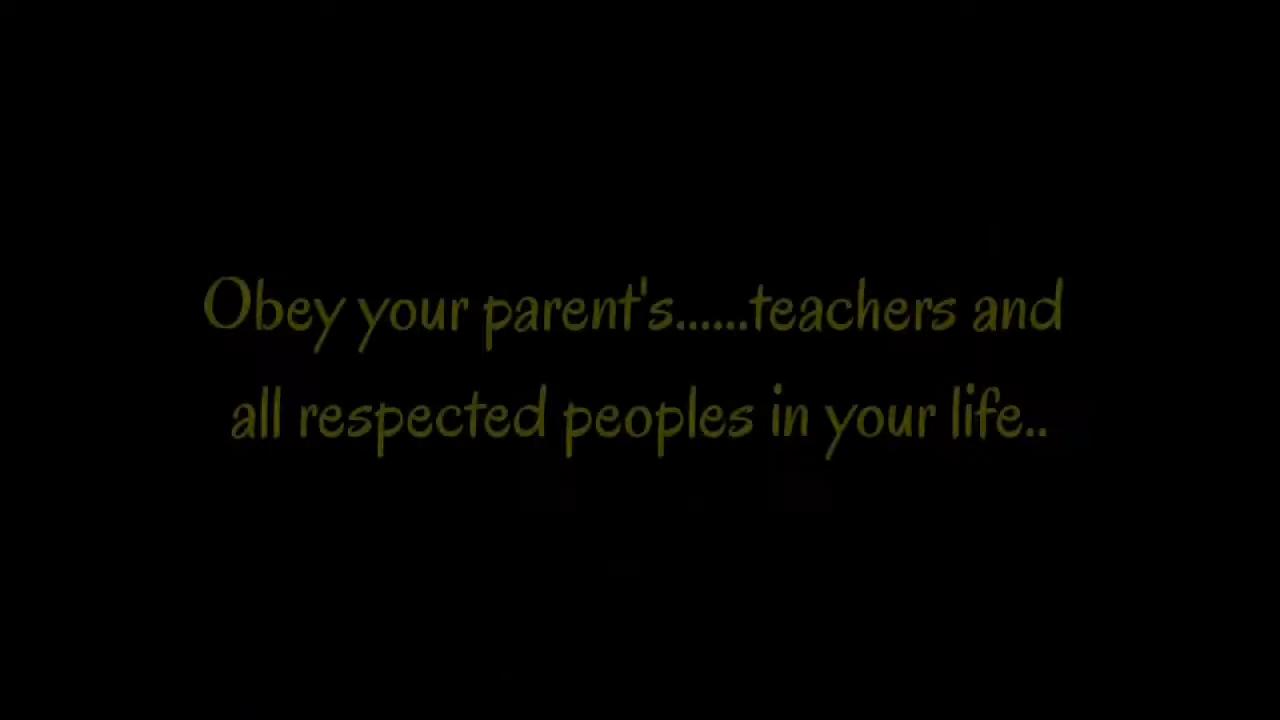 Obey your parent's......teachers and
all respected peoples in your life..